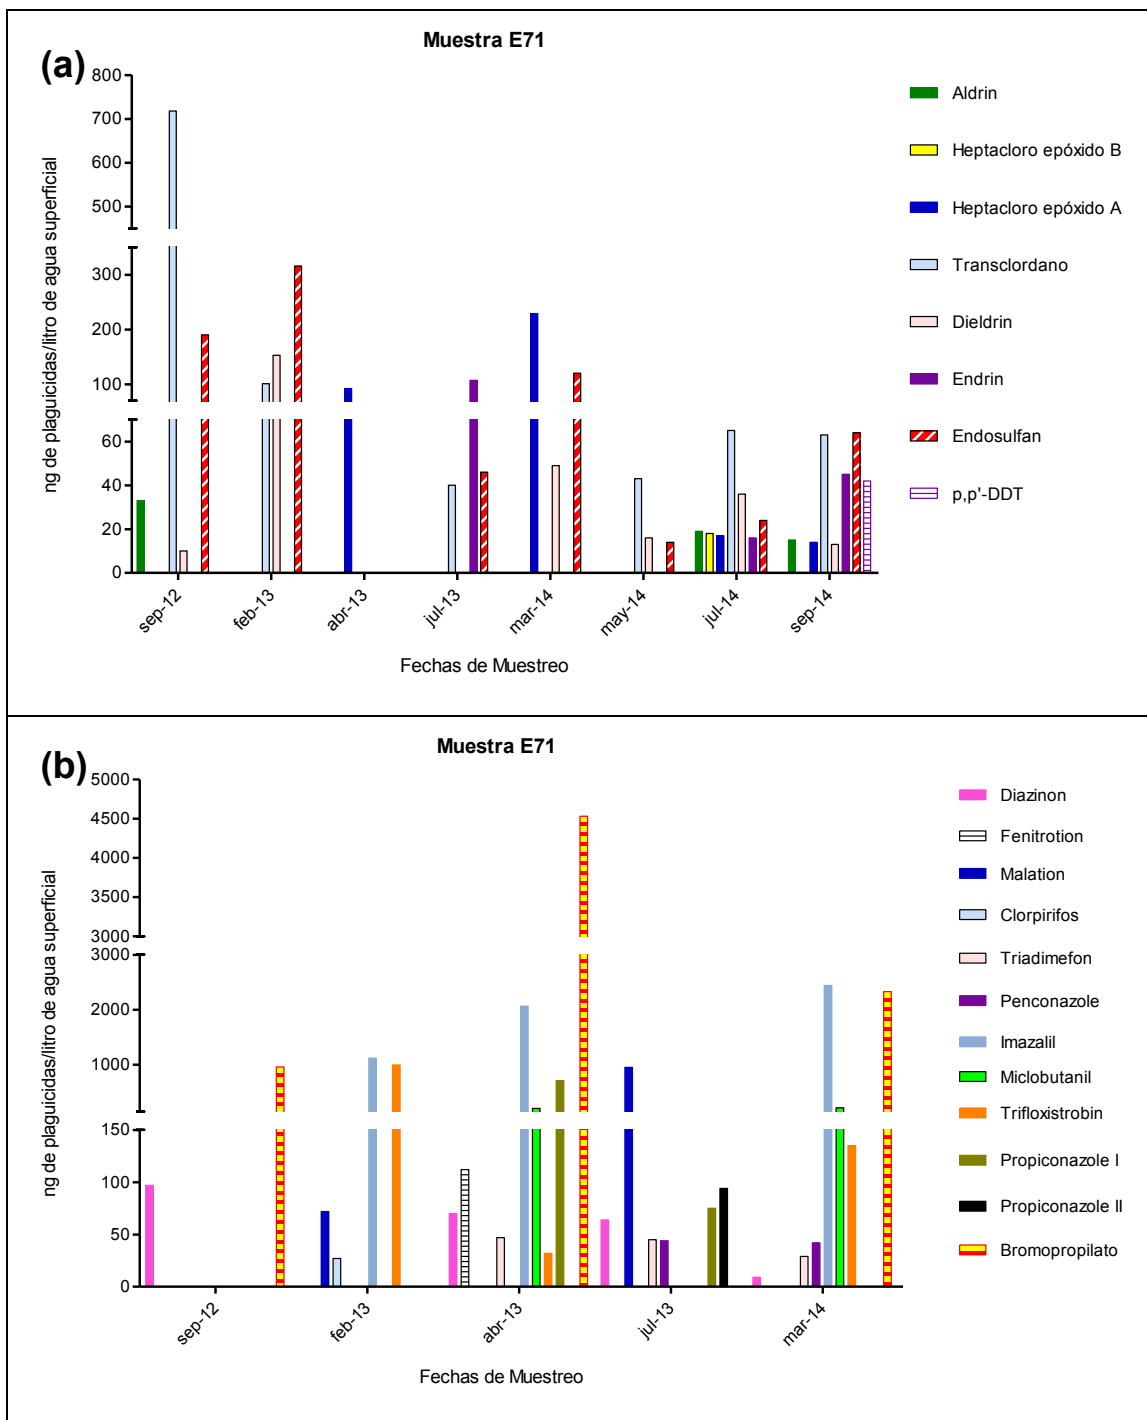 (a)
Muestra E71
ng de plaguicidas/litro de agua superficial
800
700
600
500
300
200
100
60
40
20
0
sep-12
feb-13
abr-13
jul-13
mar-14
may-14
jul-14
sep-14
Fechas de Muestreo
Aldrin
Heptacloro epóxido B
Heptacloro epóxido A
Transclordano
Dieldrin
Endrin
Endosulfan
p,p'-DDT
(b)
Muestra E71
ng de plaguicidas/litro de agua superficial
5000
4500
4000
3500
3000
3000
2000
1000
150
100
50
0
sep-12
feb-13
abr-13
jul-13
mar-14
Fechas de Muestreo
Diazinon
Fenitrotion
Malation
Clorpirifos
Triadimefon
Penconazole
Imazalil
Miclobutanil
Trifloxistrobin
Propiconazole I
Propiconazole II
Bromopropilato